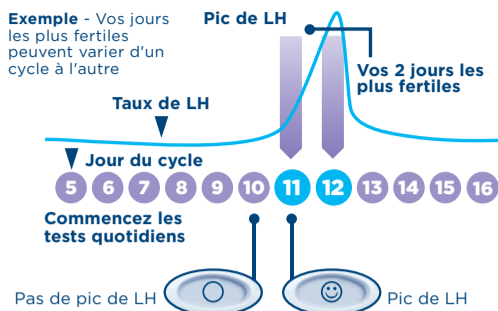 Exemple - Vos jours
les plus fertiles
peuvent varier d'un
cycle à l'autre
Pic de LH
Vos 2 jours les
plus fertiles
Taux de LH
Jour du cycle
5 6 7 8 9 10 11 12 13 14 15 16
Commencez les
tests quotidiens
Pas de pic de LH
Pic de LH